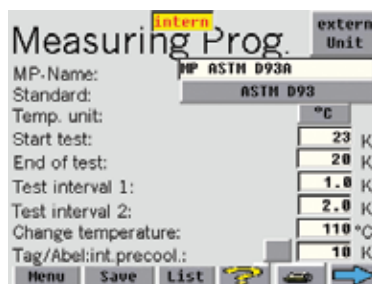 intern
Measuring Prog.
extern Unit
MP-Name: MP ASTM D93A
Standard: ASTM D93
Temp. unit: °C
Start test: 23 K
End of test: 20 K
Test interval 1: 1.0 K
Test interval 2: 2.0 K
Change temperature: 110 °C
Tag/Abel:int.precool.: 10 K
Menu Save List